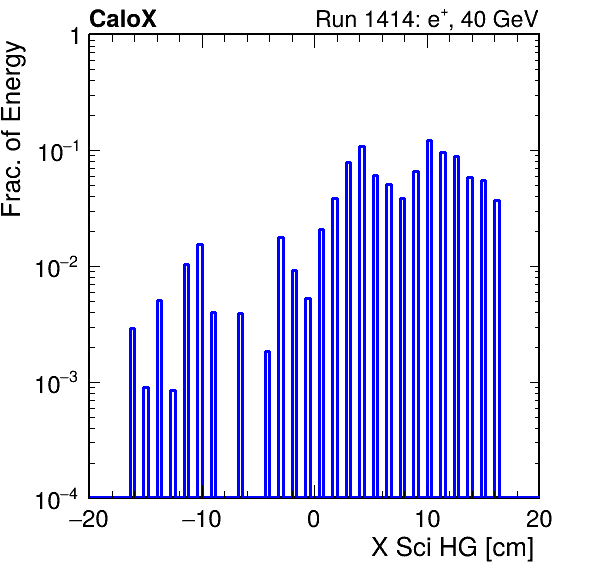 CaloX Run 1414: e⁺, 40 GeV
Frac. of Energy
1
10⁻¹
10⁻²
10⁻³
10⁻⁴
−20 −10 0 10 20
X Sci HG [cm]